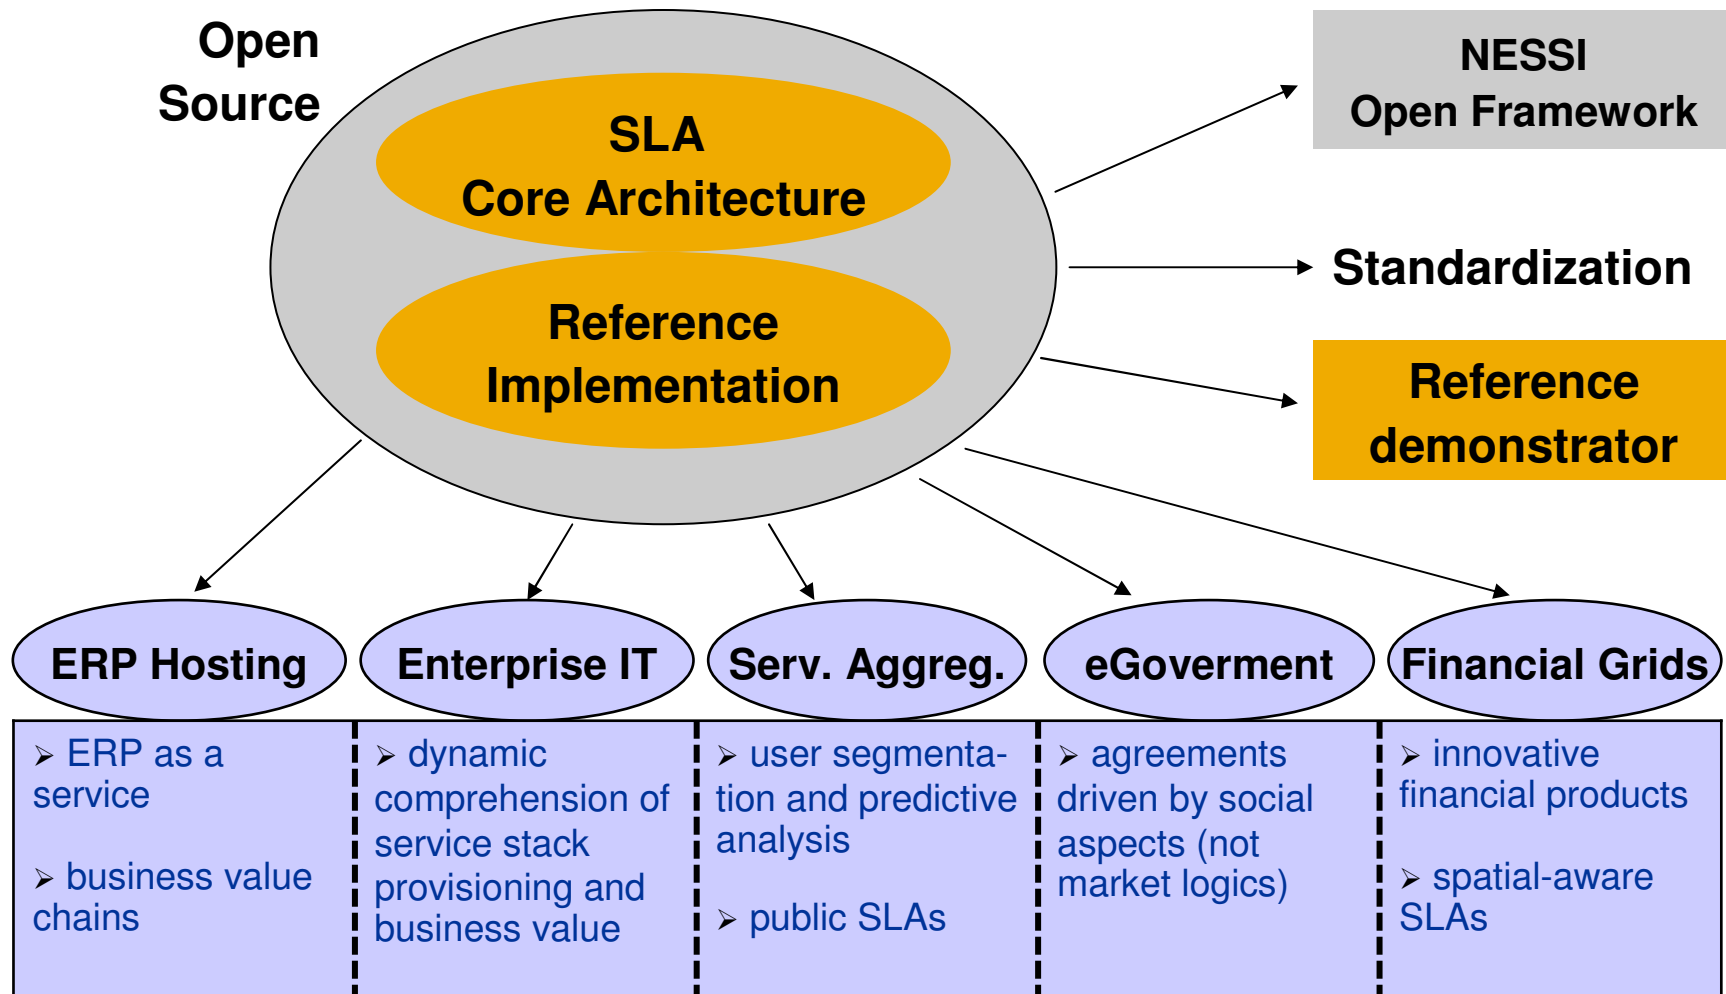 Open
Source
SLA
Core Architecture
Reference
Implementation
NESSI
Open Framework
Standardization
Reference
demonstrator
ERP Hosting
Enterprise IT
Serv. Aggreg.
eGoverment
Financial Grids
➢ ERP as a
service
➢ business value
chains
➢ dynamic
comprehension of
service stack
provisioning and
business value
➢ user segmenta-
tion and predictive
analysis
➢ public SLAs
➢ agreements
driven by social
aspects (not
market logics)
➢ innovative
financial products
➢ spatial-aware
SLAs